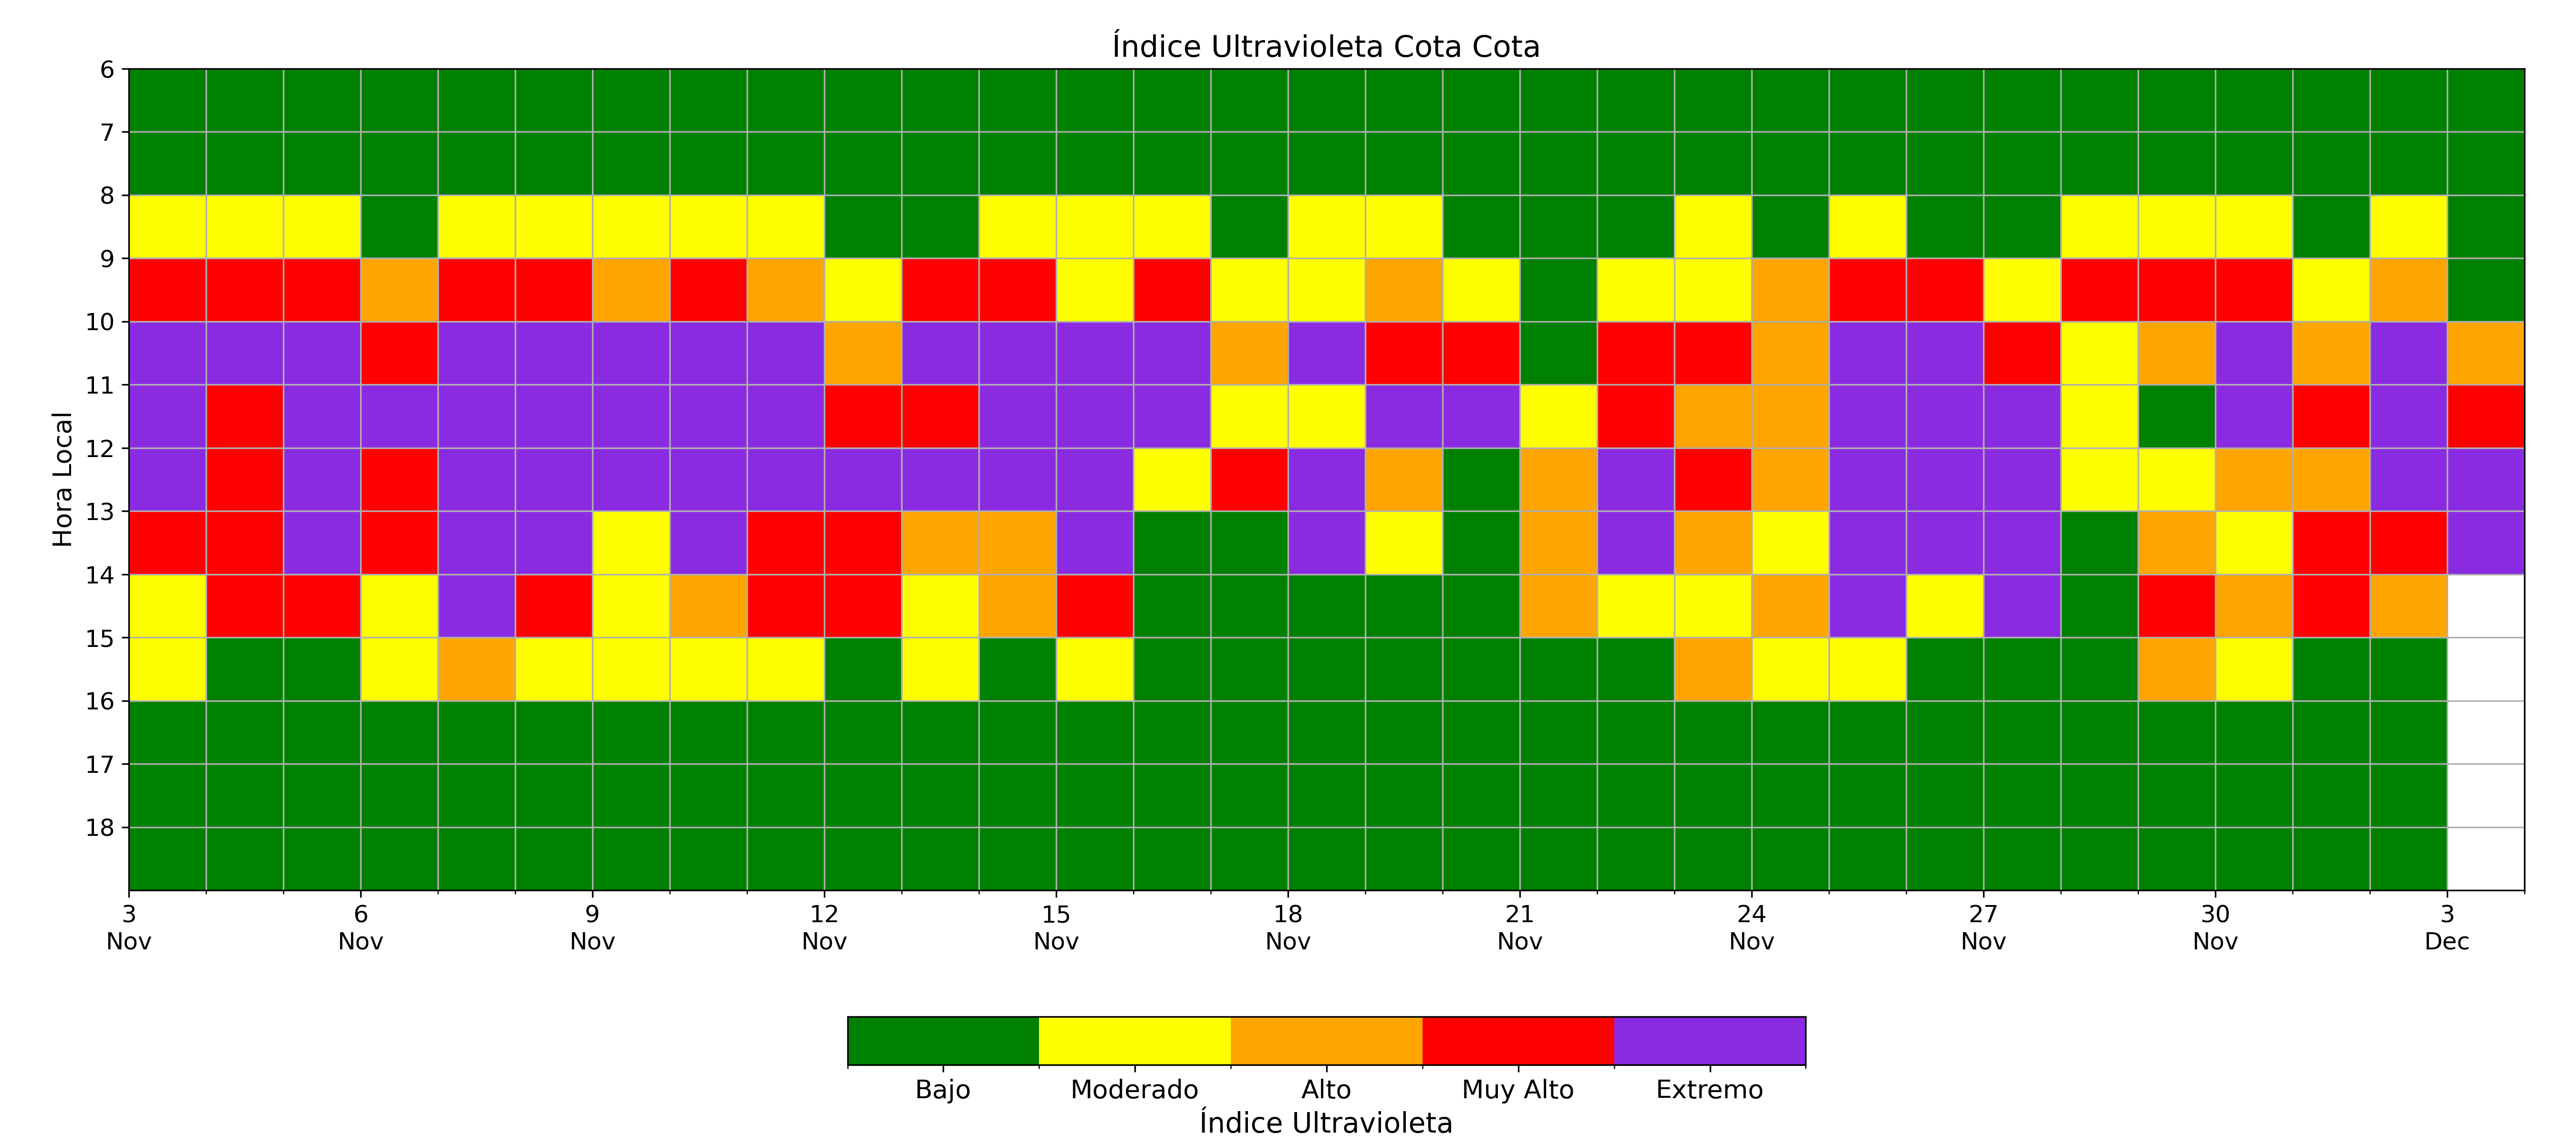 Índice Ultravioleta Cota Cota
Hora Local
6
7
8
9
10
11
12
13
14
15
16
17
18
3 6 9 12 15 18 21 24 27 30 3
Nov Nov Nov Nov Nov Nov Nov Nov Nov Nov Dec
Bajo Moderado Alto Muy Alto Extremo
Índice Ultravioleta